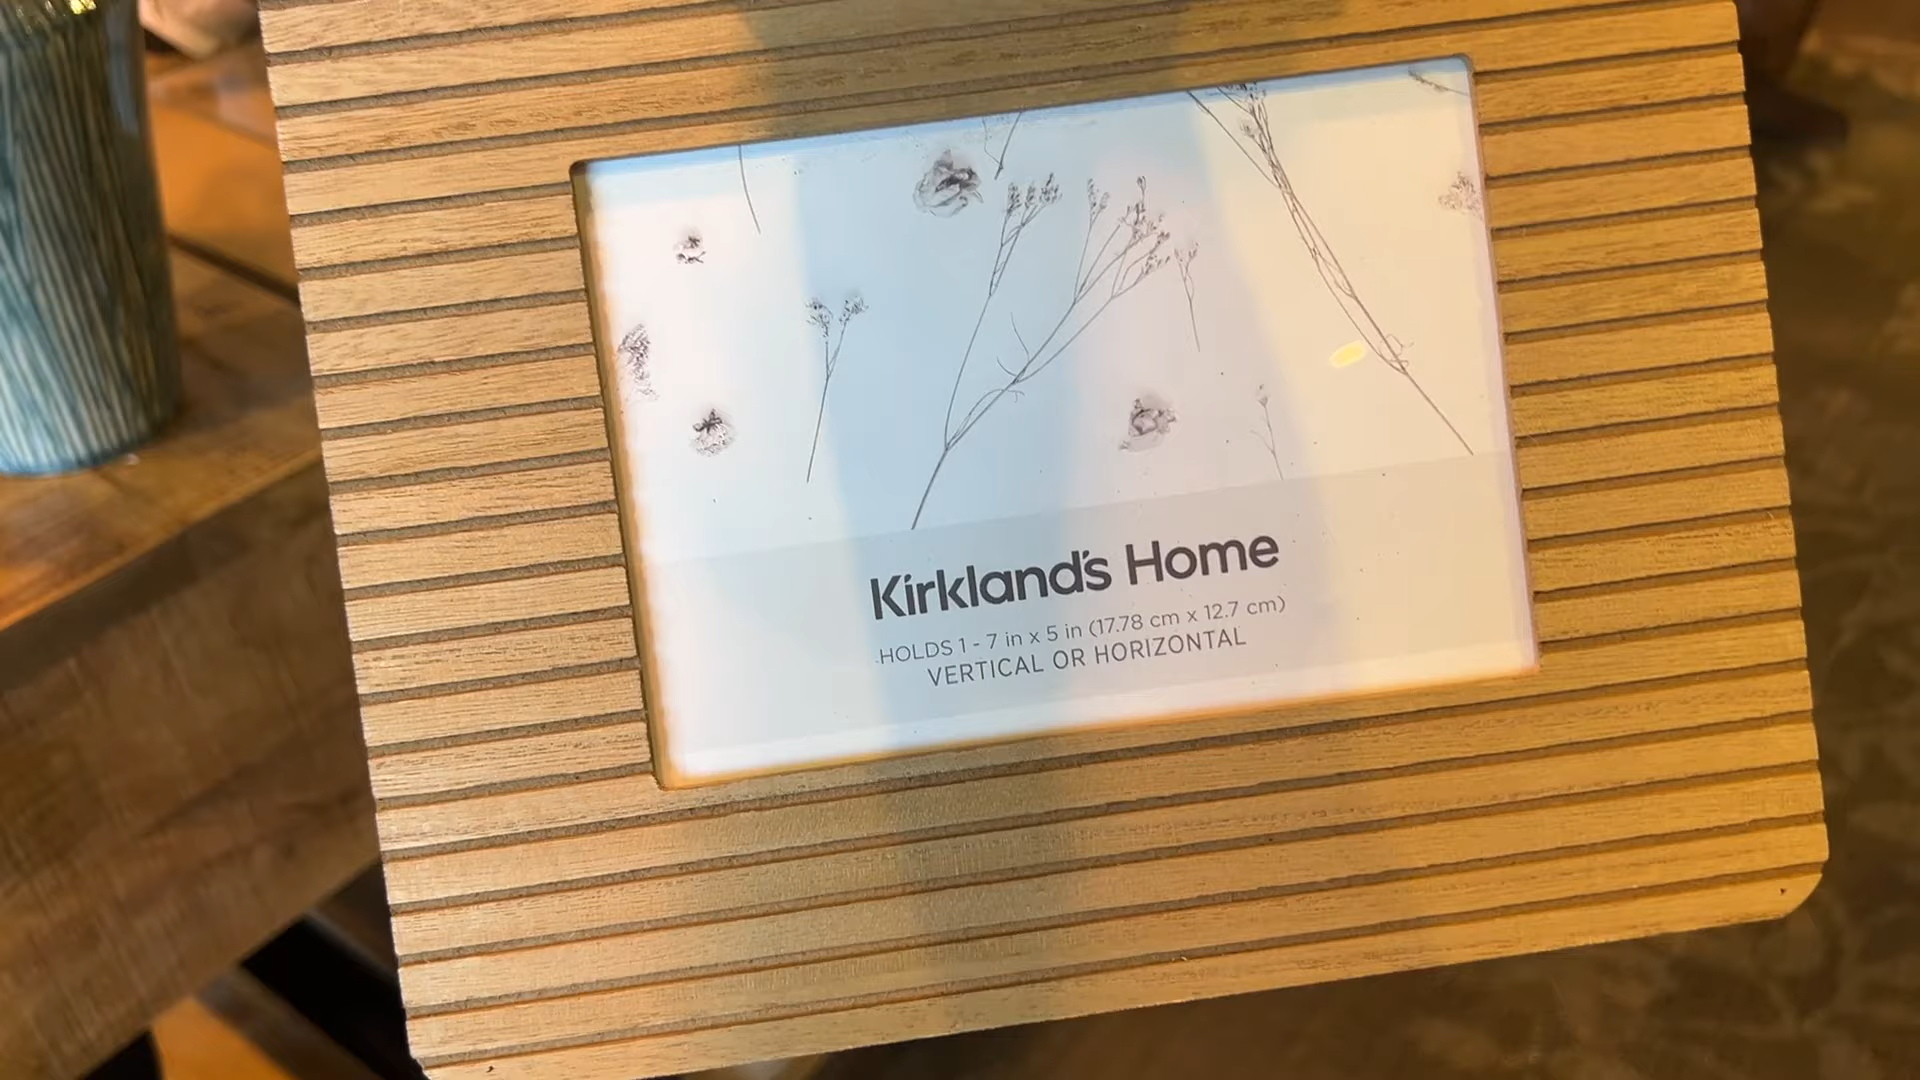 Kirkland's Home
HOLDS 1 - 7 in x 5 in (17.78 cm x 12.7 cm)
VERTICAL OR HORIZONTAL